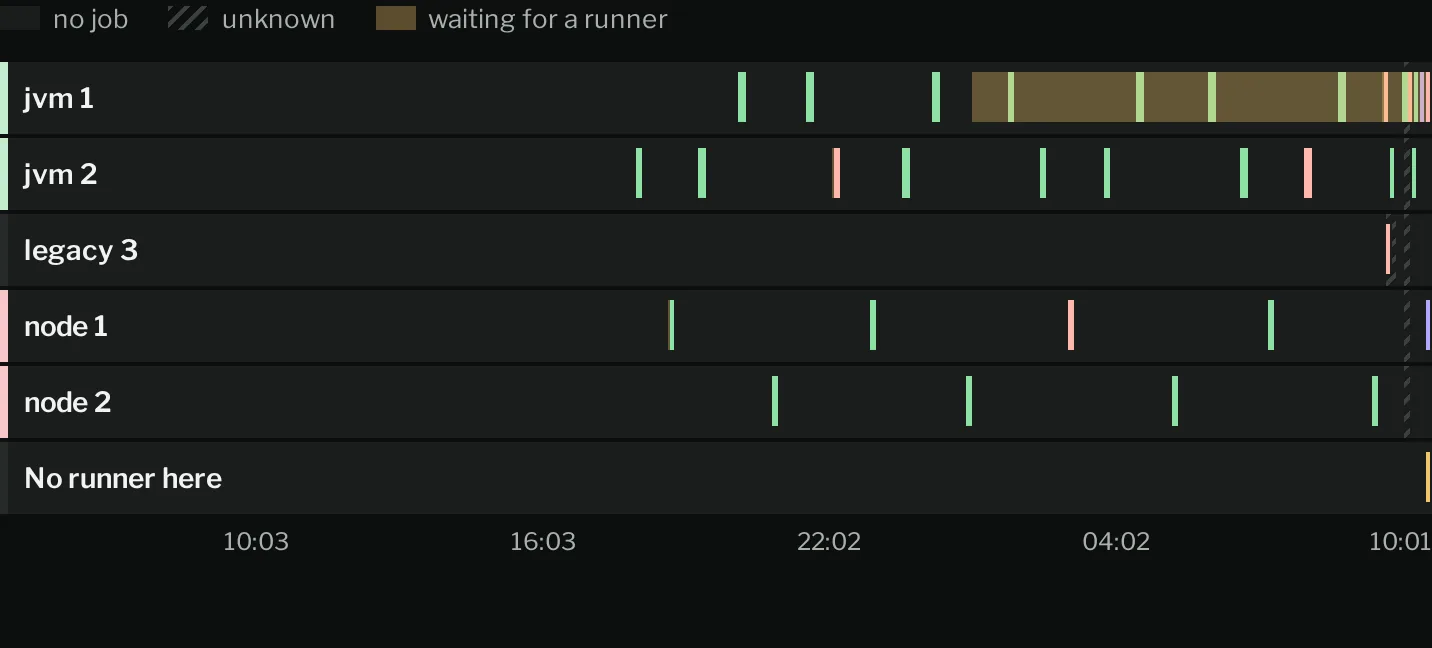 no job unknown waiting for a runner
jvm 1
jvm 2
legacy 3
node 1
node 2
No runner here
10:03 16:03 22:02 04:02 10:01